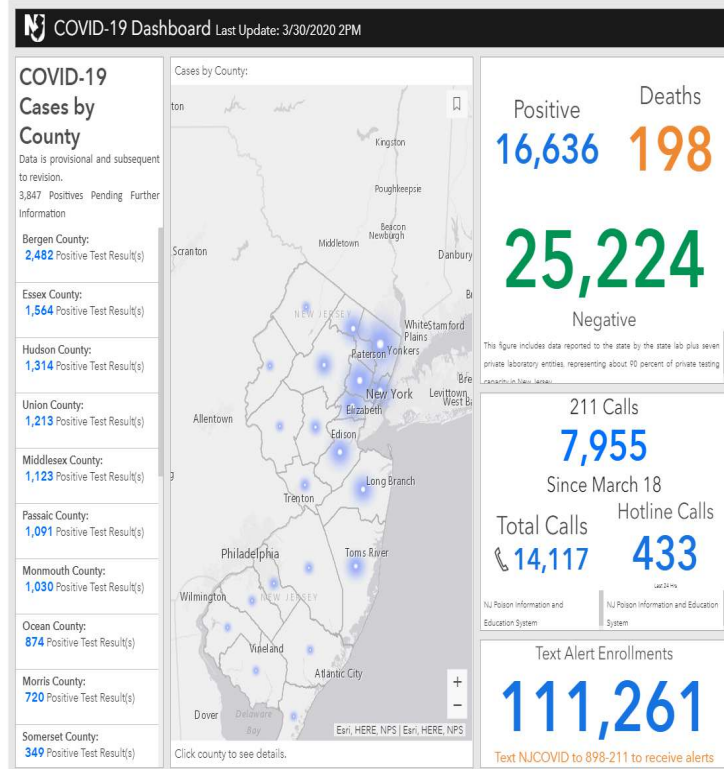 NJ COVID-19 Dashboard Last Update: 3/30/2020 2PM
COVID-19
Cases by
County
Data is provisional and subsequent
to revision.
3,847 Positives Pending Further
Information
Bergen County:
2,482 Positive Test Result(s)
Essex County:
1,564 Positive Test Result(s)
Hudson County:
1,314 Positive Test Result(s)
Union County:
1,213 Positive Test Result(s)
Middlesex County:
1,123 Positive Test Result(s)
Passaic County:
1,091 Positive Test Result(s)
Monmouth County:
1,030 Positive Test Result(s)
Ocean County:
874 Positive Test Result(s)
Morris County:
720 Positive Test Result(s)
Somerset County:
349 Positive Test Result(s)
Cases by County:
ton
Kingston
Poughkeepsie
Beacon
Newburgh
Middletown
Scranton
Danbury
NEW JERSEY
White Stamford
Plains
Paterson Yonkers
New York
Levittown
West B
Elizabeth
Allentown
Edison
Long Branch
Trenton
Philadelphia
Toms River
Wilmington
NEW JERSEY
Vineland
Atlantic City
Dover
Delaware
Bay
+
−
Esri, HERE, NPS | Esri, HERE, NPS
Click county to see details.
Positive
16,636
Deaths
198
25,224
Negative
This figure includes data reported to the state by the state lab plus seven
private laboratory entities, representing about 90 percent of private testing
capacity in New Jersey.
211 Calls
7,955
Since March 18
Total Calls
14,117
NJ Poison Information and
Education System
Hotline Calls
433
Last 24 Hrs
NJ Poison Information and Education
System
Text Alert Enrollments
111,261
Text NJCOVID to 898-211 to receive alerts